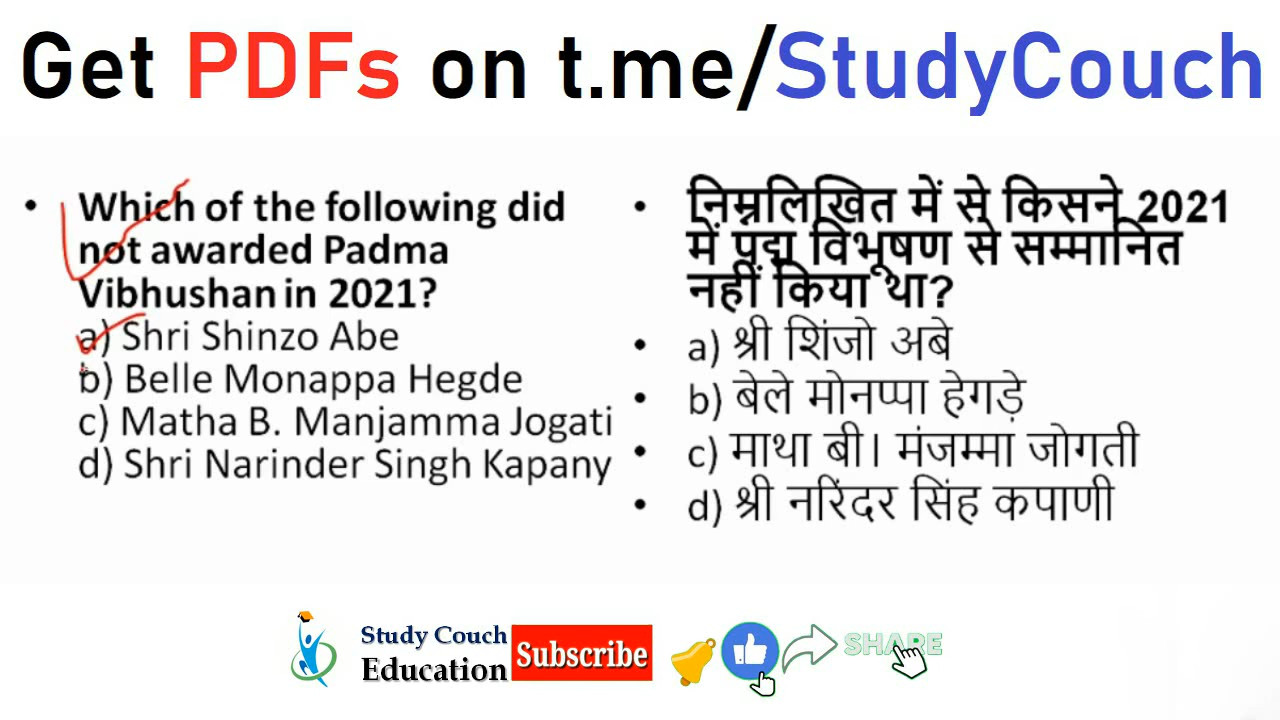 Get PDFs on t.me/StudyCouch
• Which of the following did
not awarded Padma
Vibhushan in 2021?
a) Shri Shinzo Abe
b) Belle Monappa Hegde
c) Matha B. Manjamma Jogati
d) Shri Narinder Singh Kapany
• निम्नलिखित में से किसने 2021
में पद्म विभूषण से सम्मानित
नहीं किया था?
• a) श्री शिंजो अबे
• b) बेले मोनप्पा हेगड़े
• c) माथा बी। मंजम्मा जोगती
• d) श्री नरिंदर सिंह कपाणी
Study Couch
Education
Subscribe
SHARE